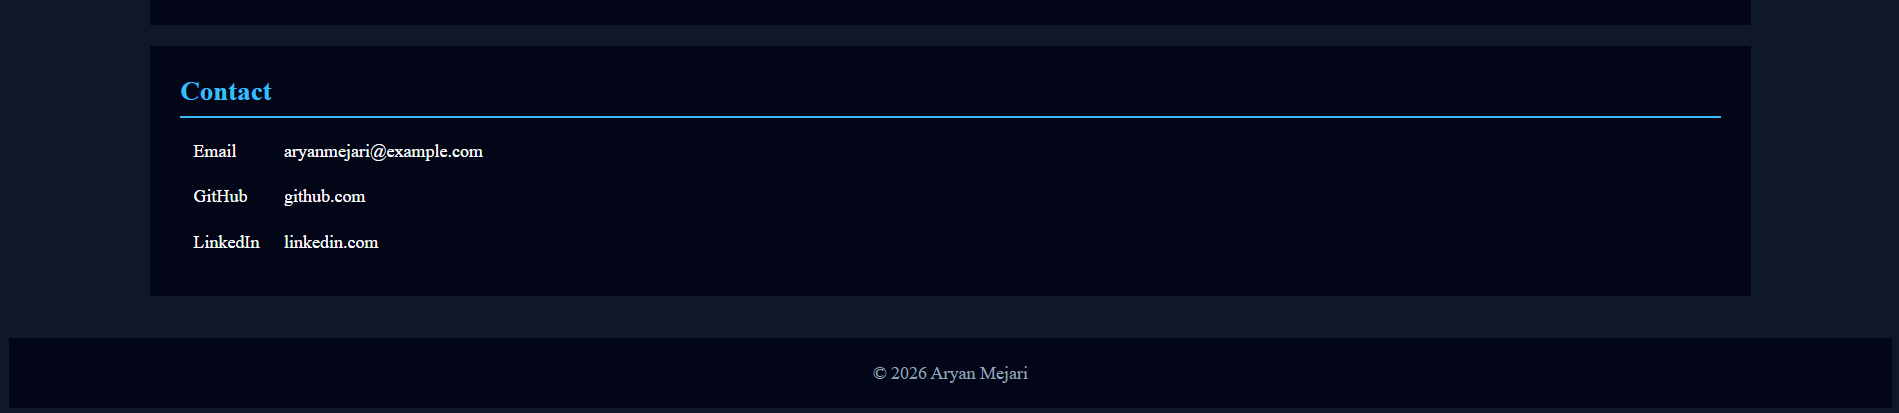 Contact
Email aryanmejari@example.com
GitHub github.com
LinkedIn linkedin.com
© 2026 Aryan Mejari